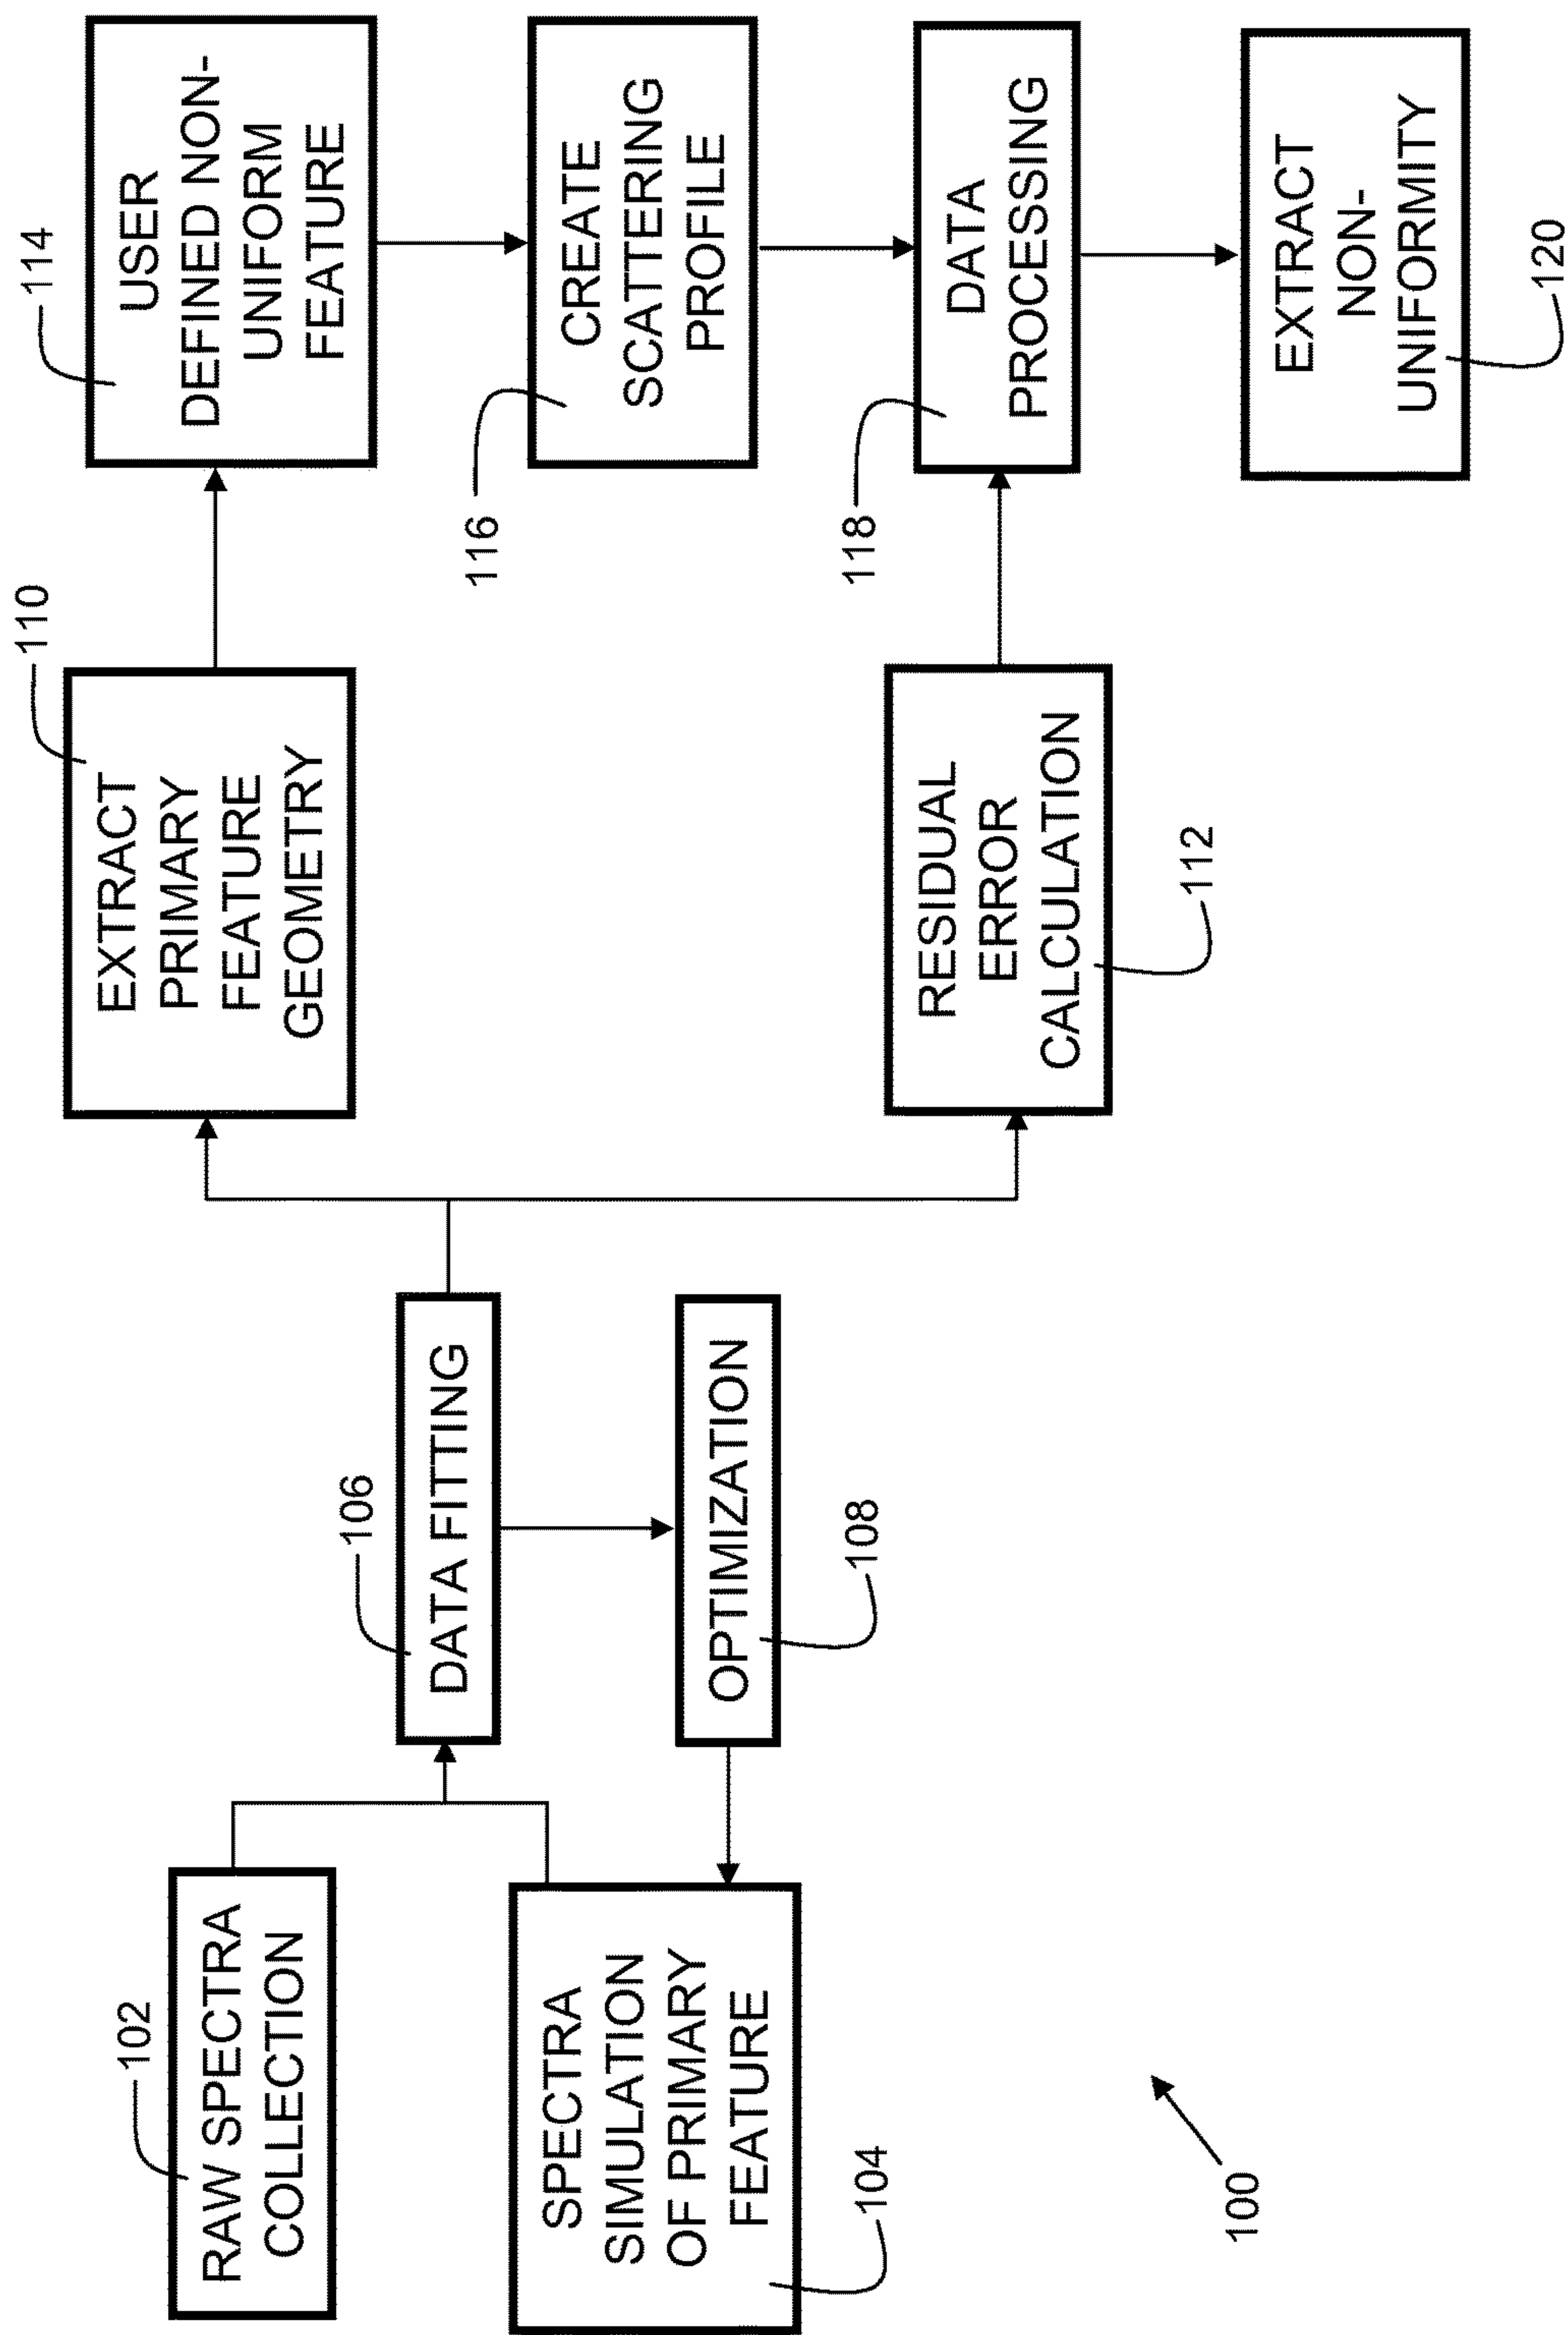 102
RAW SPECTRA
COLLECTION
SPECTRA
SIMULATION
OF PRIMARY
FEATURE
104
106
DATA FITTING
OPTIMIZATION
108
110
EXTRACT
PRIMARY
FEATURE
GEOMETRY
RESIDUAL
ERROR
CALCULATION
112
114
USER
DEFINED NON-
UNIFORM
FEATURE
116
CREATE
SCATTERING
PROFILE
118
DATA
PROCESSING
EXTRACT
NON-
UNIFORMITY
120
100